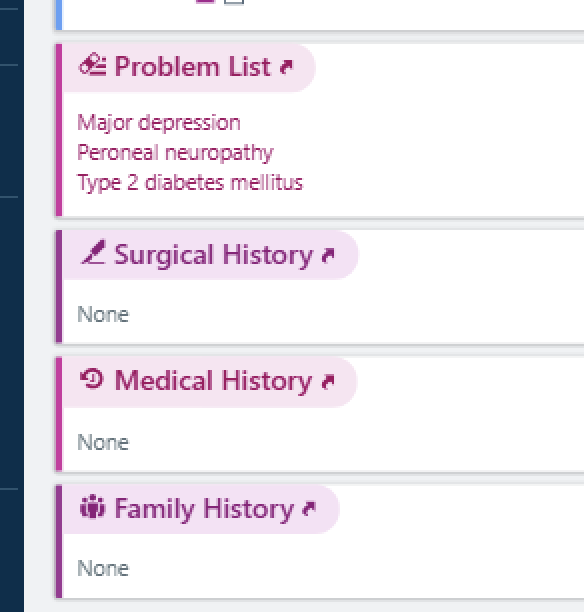 Problem List
Major depression
Peroneal neuropathy
Type 2 diabetes mellitus
Surgical History
None
Medical History
None
Family History
None